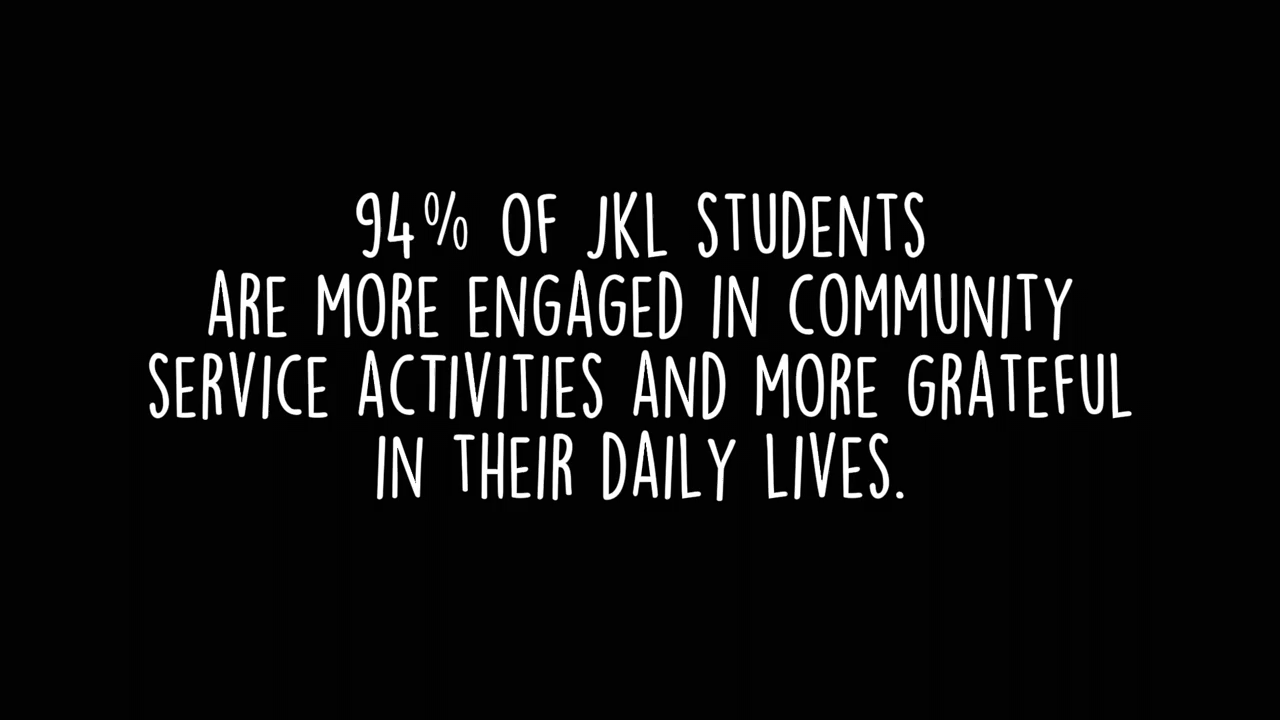 94% OF JKL STUDENTS
ARE MORE ENGAGED IN COMMUNITY
SERVICE ACTIVITIES AND MORE GRATEFUL
IN THEIR DAILY LIVES.